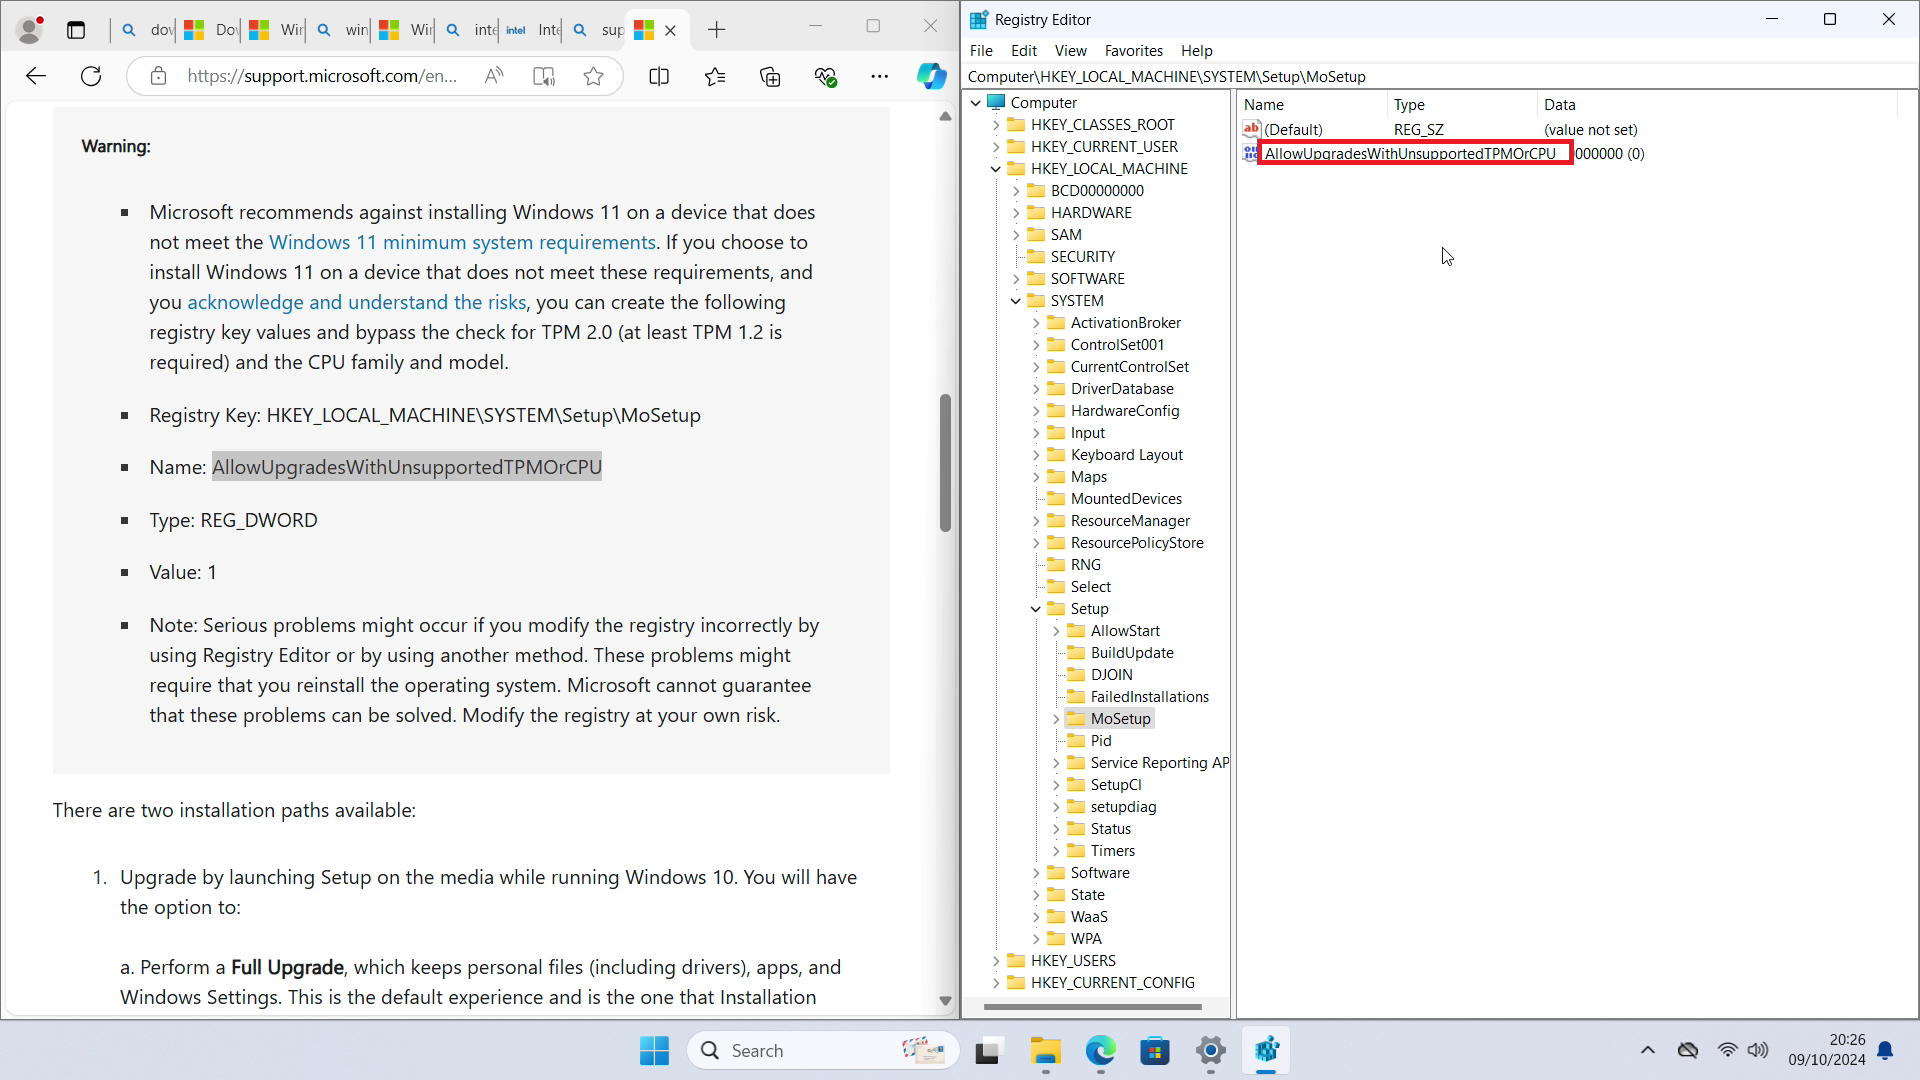 dov
Dov
Wir
win
Wir
inte
intel
Inte
sup
https://support.microsoft.com/en...
Warning:
Microsoft recommends against installing Windows 11 on a device that does
not meet the Windows 11 minimum system requirements. If you choose to
install Windows 11 on a device that does not meet these requirements, and
you acknowledge and understand the risks, you can create the following
registry key values and bypass the check for TPM 2.0 (at least TPM 1.2 is
required) and the CPU family and model.
Registry Key: HKEY_LOCAL_MACHINE\SYSTEM\Setup\MoSetup
Name: AllowUpgradesWithUnsupportedTPMOrCPU
Type: REG_DWORD
Value: 1
Note: Serious problems might occur if you modify the registry incorrectly by
using Registry Editor or by using another method. These problems might
require that you reinstall the operating system. Microsoft cannot guarantee
that these problems can be solved. Modify the registry at your own risk.
There are two installation paths available:
1. Upgrade by launching Setup on the media while running Windows 10. You will have
the option to:
a. Perform a Full Upgrade, which keeps personal files (including drivers), apps, and
Windows Settings. This is the default experience and is the one that Installation
Registry Editor
File Edit View Favorites Help
Computer\HKEY_LOCAL_MACHINE\SYSTEM\Setup\MoSetup
Computer
HKEY_CLASSES_ROOT
HKEY_CURRENT_USER
HKEY_LOCAL_MACHINE
BCD00000000
HARDWARE
SAM
SECURITY
SOFTWARE
SYSTEM
ActivationBroker
ControlSet001
CurrentControlSet
DriverDatabase
HardwareConfig
Input
Keyboard Layout
Maps
MountedDevices
ResourceManager
ResourcePolicyStore
RNG
Select
Setup
AllowStart
BuildUpdate
DJOIN
FailedInstallations
MoSetup
Pid
Service Reporting AP
SetupCl
setupdiag
Status
Timers
Software
State
WaaS
WPA
HKEY_USERS
HKEY_CURRENT_CONFIG
Name Type Data
(Default) REG_SZ (value not set)
AllowUpgradesWithUnsupportedTPMOrCPU 000000 (0)
Search
20:26
09/10/2024